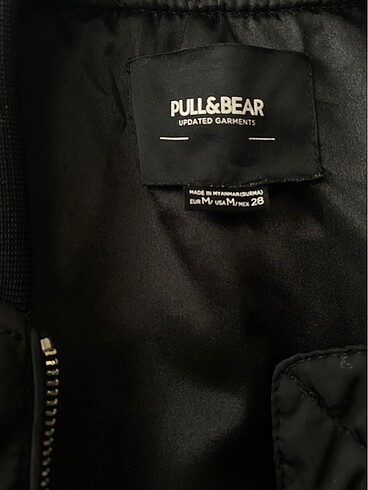 PULL&BEAR
UPDATED GARMENTS
MADE IN MYANMAR(BURMA)
EUR M/ USA M/ MEX 28